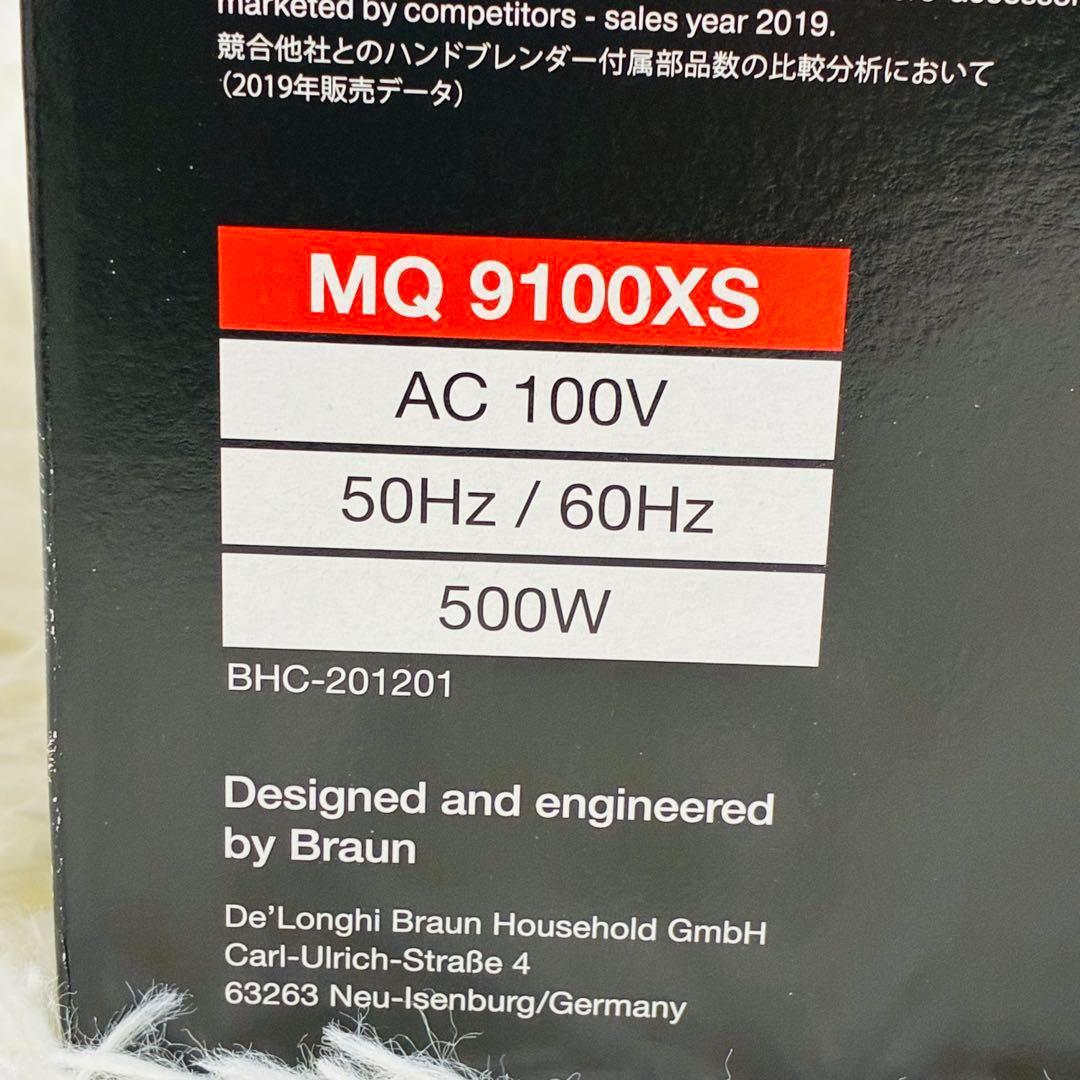 marketed by competitors - sales year 2019.
競合他社とのハンドブレンダー付属部品数の比較分析において
（2019年販売データ）
MQ 9100XS
AC 100V
50Hz / 60Hz
500W
BHC-201201
Designed and engineered
by Braun
De’Longhi Braun Household GmbH
Carl-Ulrich-Straße 4
63263 Neu-Isenburg/Germany